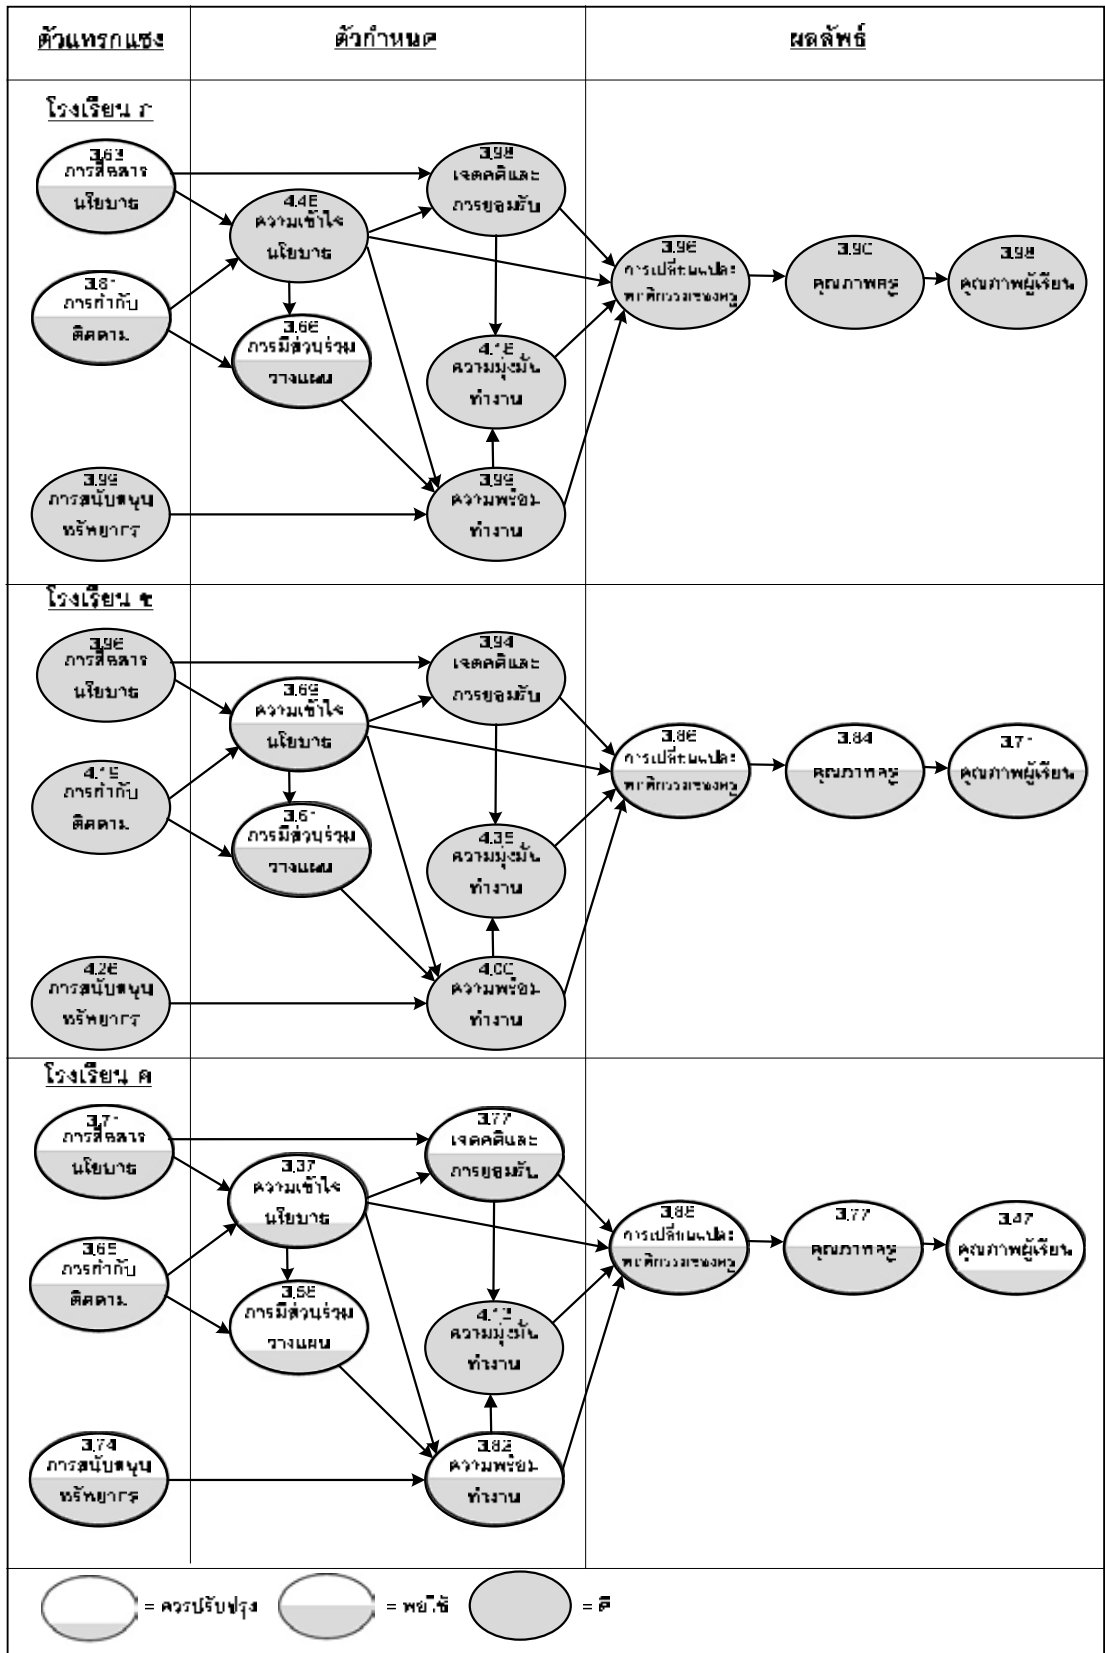 ตัวแทรกแซง
ตัวกำหนด
ผลลัพธ์
โรงเรียน ก
3.63
การสื่อสาร
นโยบาย
3.98
เจตคติและ
การยอมรับ
ความเข้าใจ
นโยบาย
3.96
การเปลี่ยนแปลง
พฤติกรรมของครู
3.90
คุณภาพครู
3.98
คุณภาพผู้เรียน
3.81
การกำกับ
ติดตาม
3.66
การมีส่วนร่วม
วางแผน
ความมุ่งมั่น
ทำงาน
3.99
การสนับสนุน
ทรัพยากร
3.99
ความพร้อม
ทำงาน
โรงเรียน ข
3.96
การสื่อสาร
นโยบาย
3.94
เจตคติและ
การยอมรับ
3.69
ความเข้าใจ
นโยบาย
3.86
การเปลี่ยนแปลง
พฤติกรรมของครู
3.84
คุณภาพครู
3.71
คุณภาพผู้เรียน
การกำกับ
ติดตาม
3.61
การมีส่วนร่วม
วางแผน
4.35
ความมุ่งมั่น
ทำงาน
4.26
การสนับสนุน
ทรัพยากร
4.00
ความพร้อม
ทำงาน
โรงเรียน ค
3.71
การสื่อสาร
นโยบาย
3.77
เจตคติและ
การยอมรับ
3.37
ความเข้าใจ
นโยบาย
การเปลี่ยนแปลง
พฤติกรรมของครู
3.77
คุณภาพครู
3.47
คุณภาพผู้เรียน
3.65
การกำกับ
ติดตาม
การมีส่วนร่วม
วางแผน
ความมุ่งมั่น
ทำงาน
3.74
การสนับสนุน
ทรัพยากร
3.82
ความพร้อม
ทำงาน
= ควรปรับปรุง
= พอใช้
= ดี